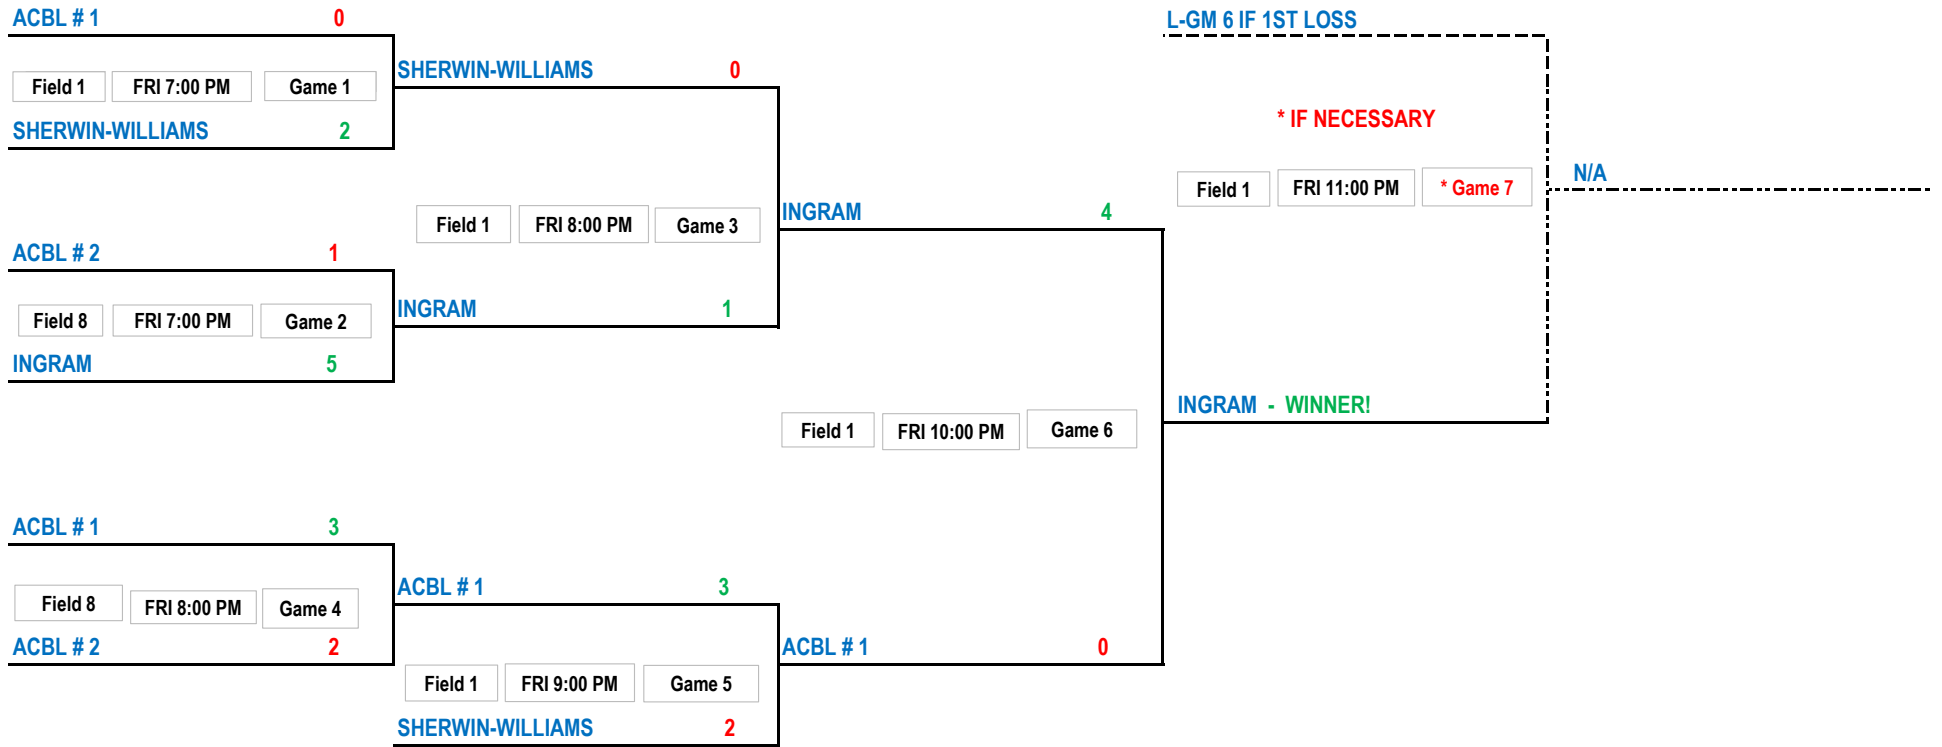 ACBL # 1 0
Field 1 FRI 7:00 PM Game 1
SHERWIN-WILLIAMS 2
ACBL # 2 1
Field 8 FRI 7:00 PM Game 2
INGRAM 5
SHERWIN-WILLIAMS 0
Field 1 FRI 8:00 PM Game 3
INGRAM 1
ACBL # 1 3
Field 8 FRI 8:00 PM Game 4
ACBL # 2 2
ACBL # 1 3
Field 1 FRI 9:00 PM Game 5
SHERWIN-WILLIAMS 2
INGRAM 4
Field 1 FRI 10:00 PM Game 6
ACBL # 1 0
L-GM 6 IF 1ST LOSS
* IF NECESSARY
Field 1 FRI 11:00 PM * Game 7
INGRAM - WINNER!
N/A